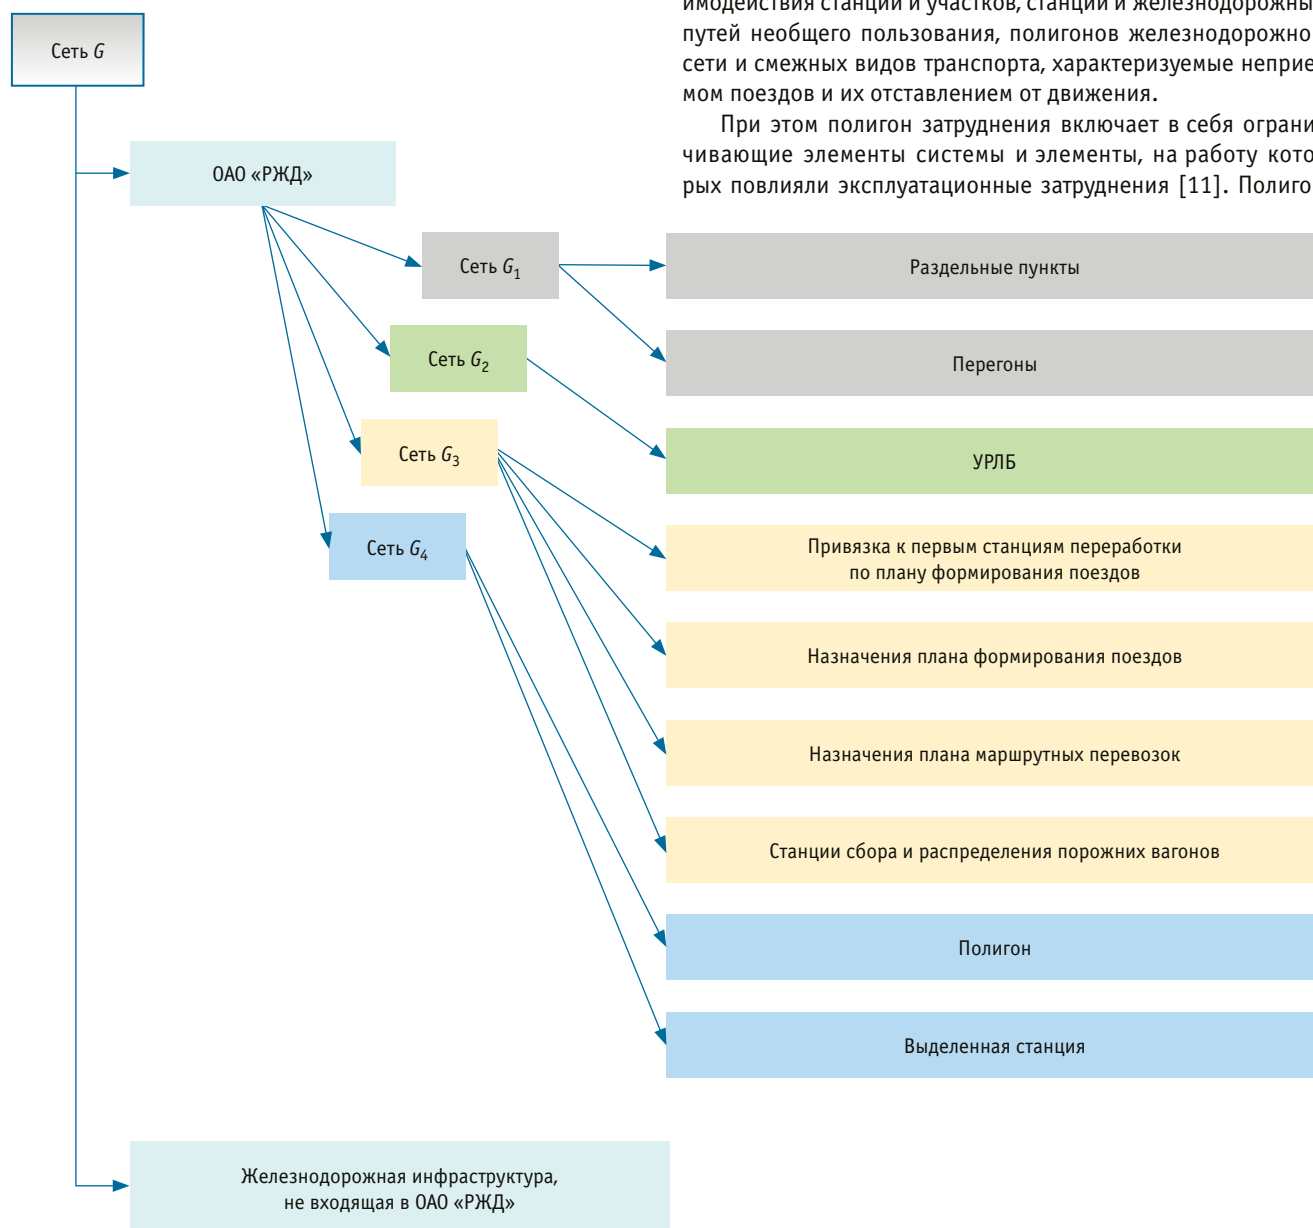 имодействия станций и участков, станций и железнодорожны
путей необщего пользования, полигонов железнодорожно
сети и смежных видов транспорта, характеризуемые неприе
мом поездов и их отставлением от движения.
При этом полигон затруднения включает в себя ограни
чивающие элементы системы и элементы, на работу кото
рых повлияли эксплуатационные затруднения [11]. Полиго
Сеть G
ОАО «РЖД»
Сеть G₁
Раздельные пункты
Перегоны
Сеть G₂
УРЛБ
Сеть G₃
Привязка к первым станциям переработки
по плану формирования поездов
Назначения плана формирования поездов
Назначения плана маршрутных перевозок
Станции сбора и распределения порожних вагонов
Сеть G₄
Полигон
Выделенная станция
Железнодорожная инфраструктура,
не входящая в ОАО «РЖД»